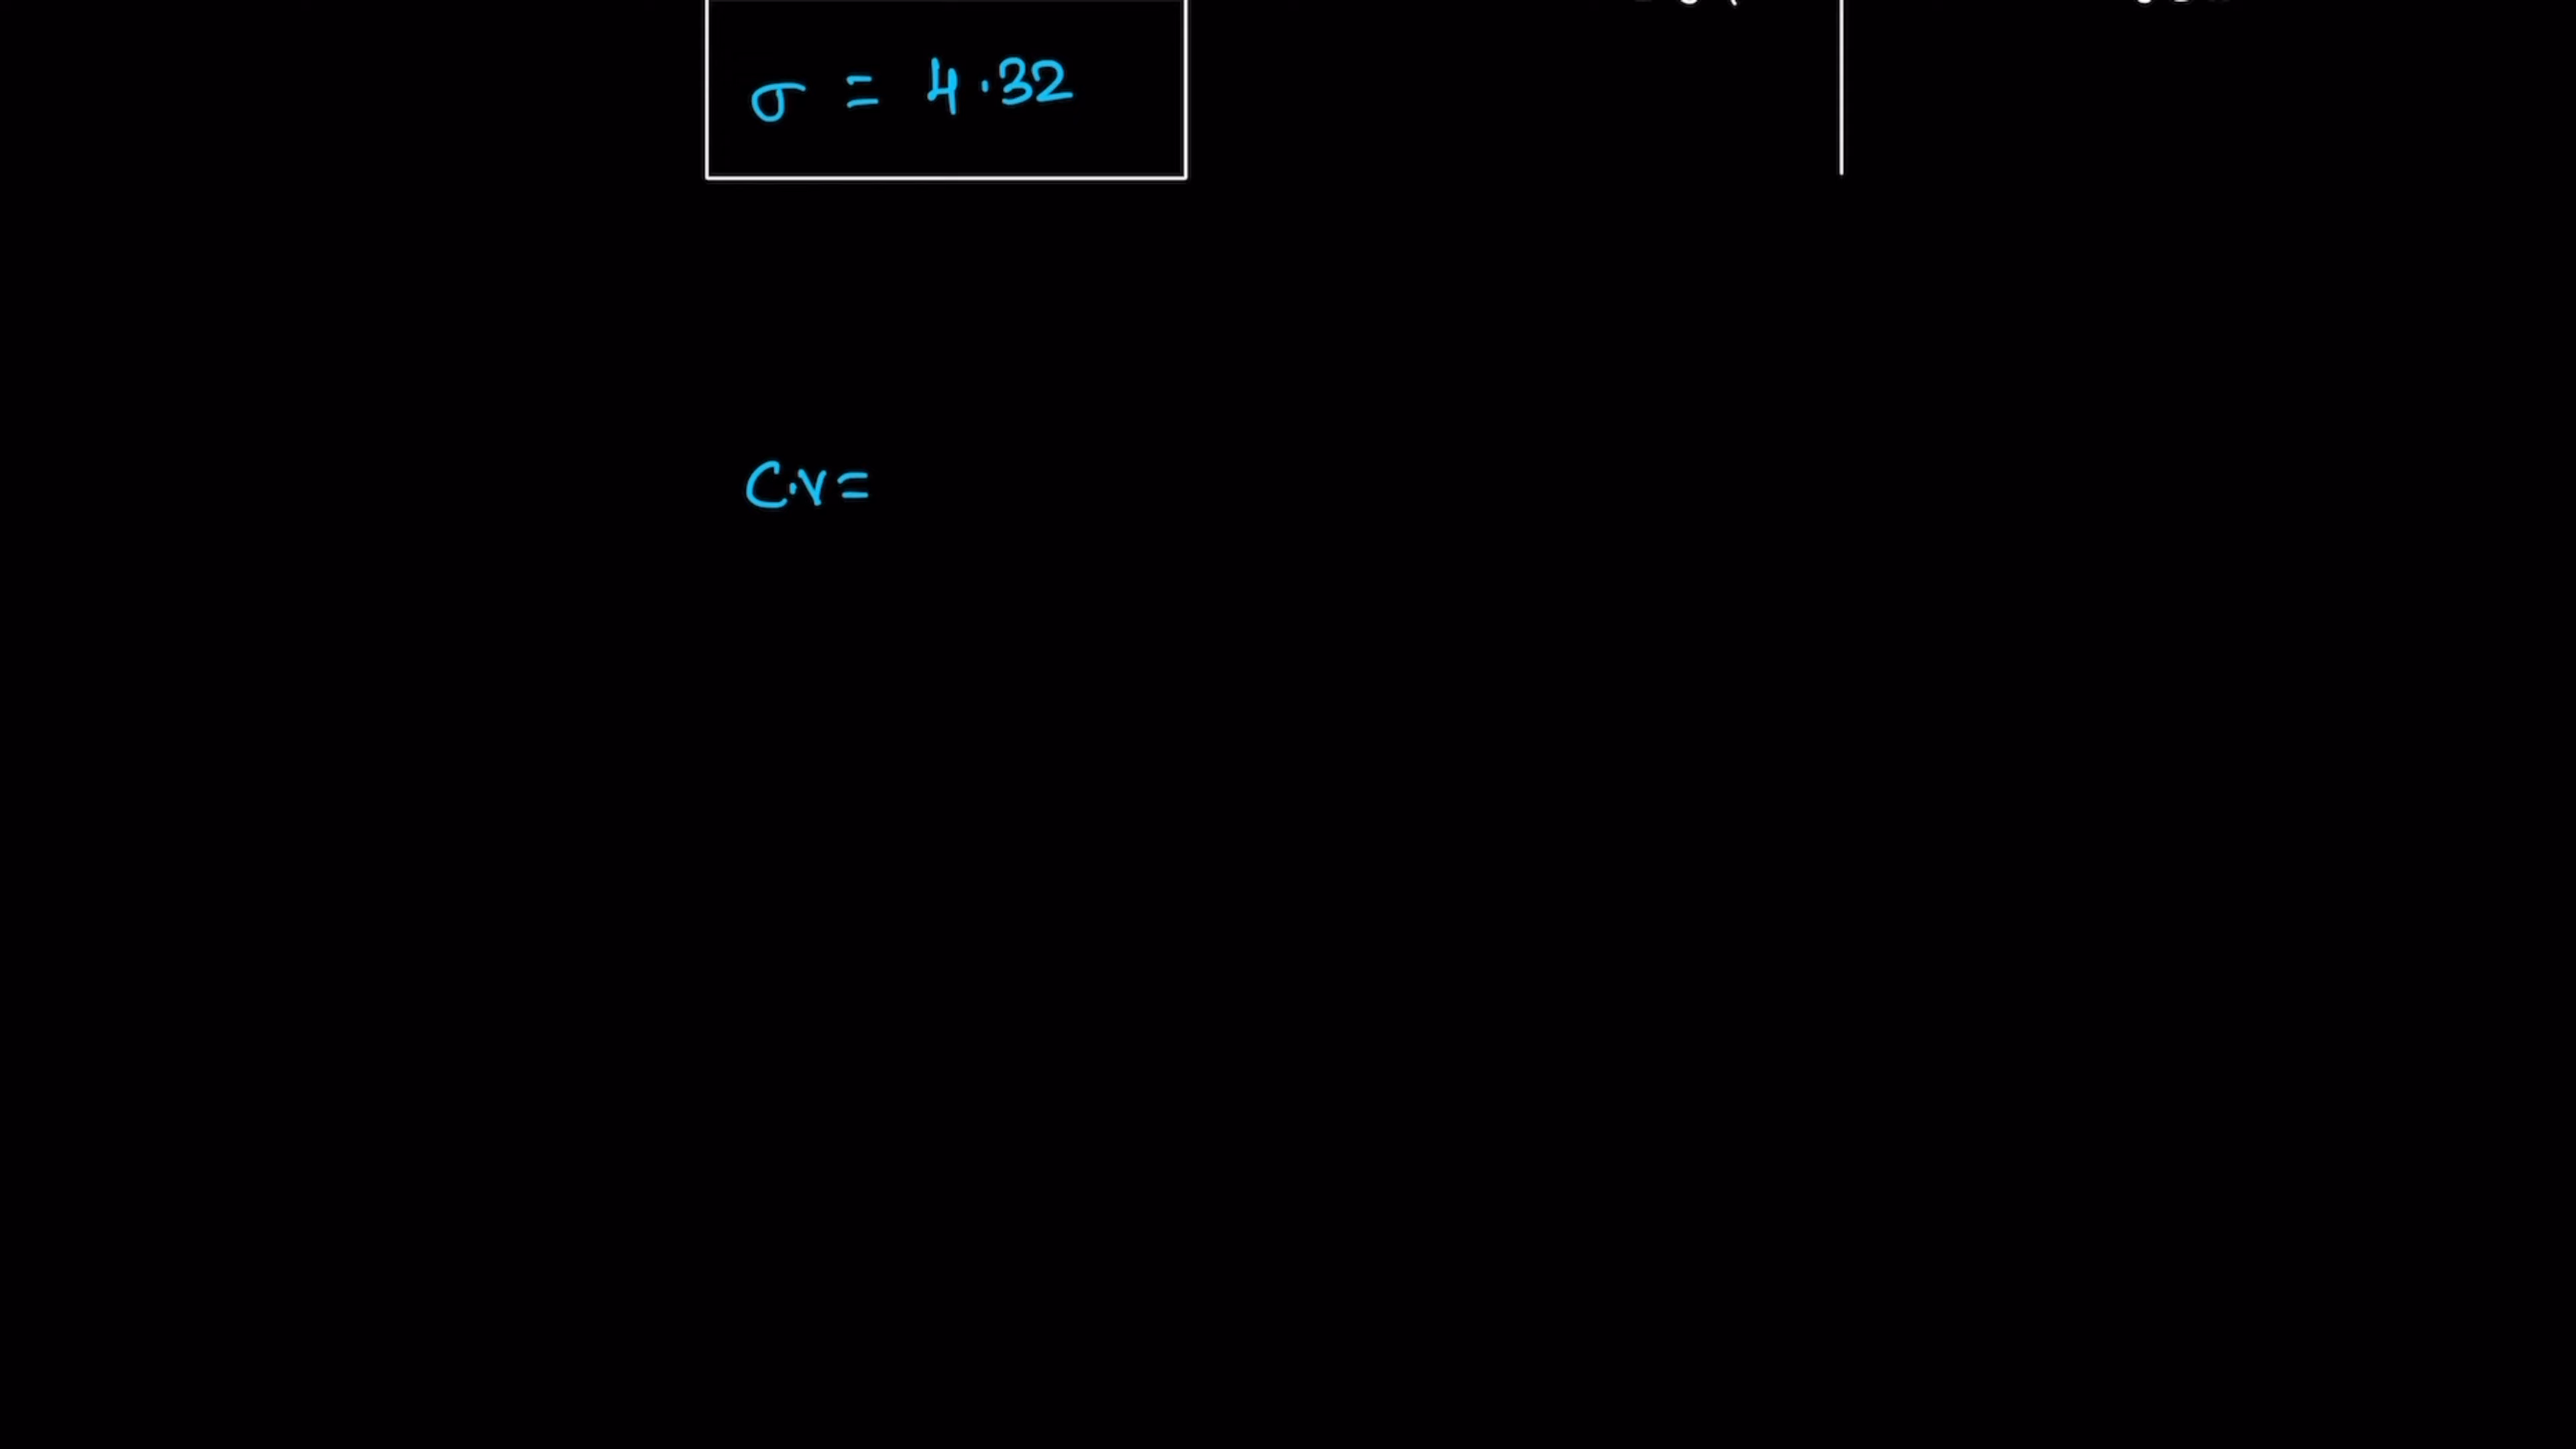 σ = 4.32
C.V =